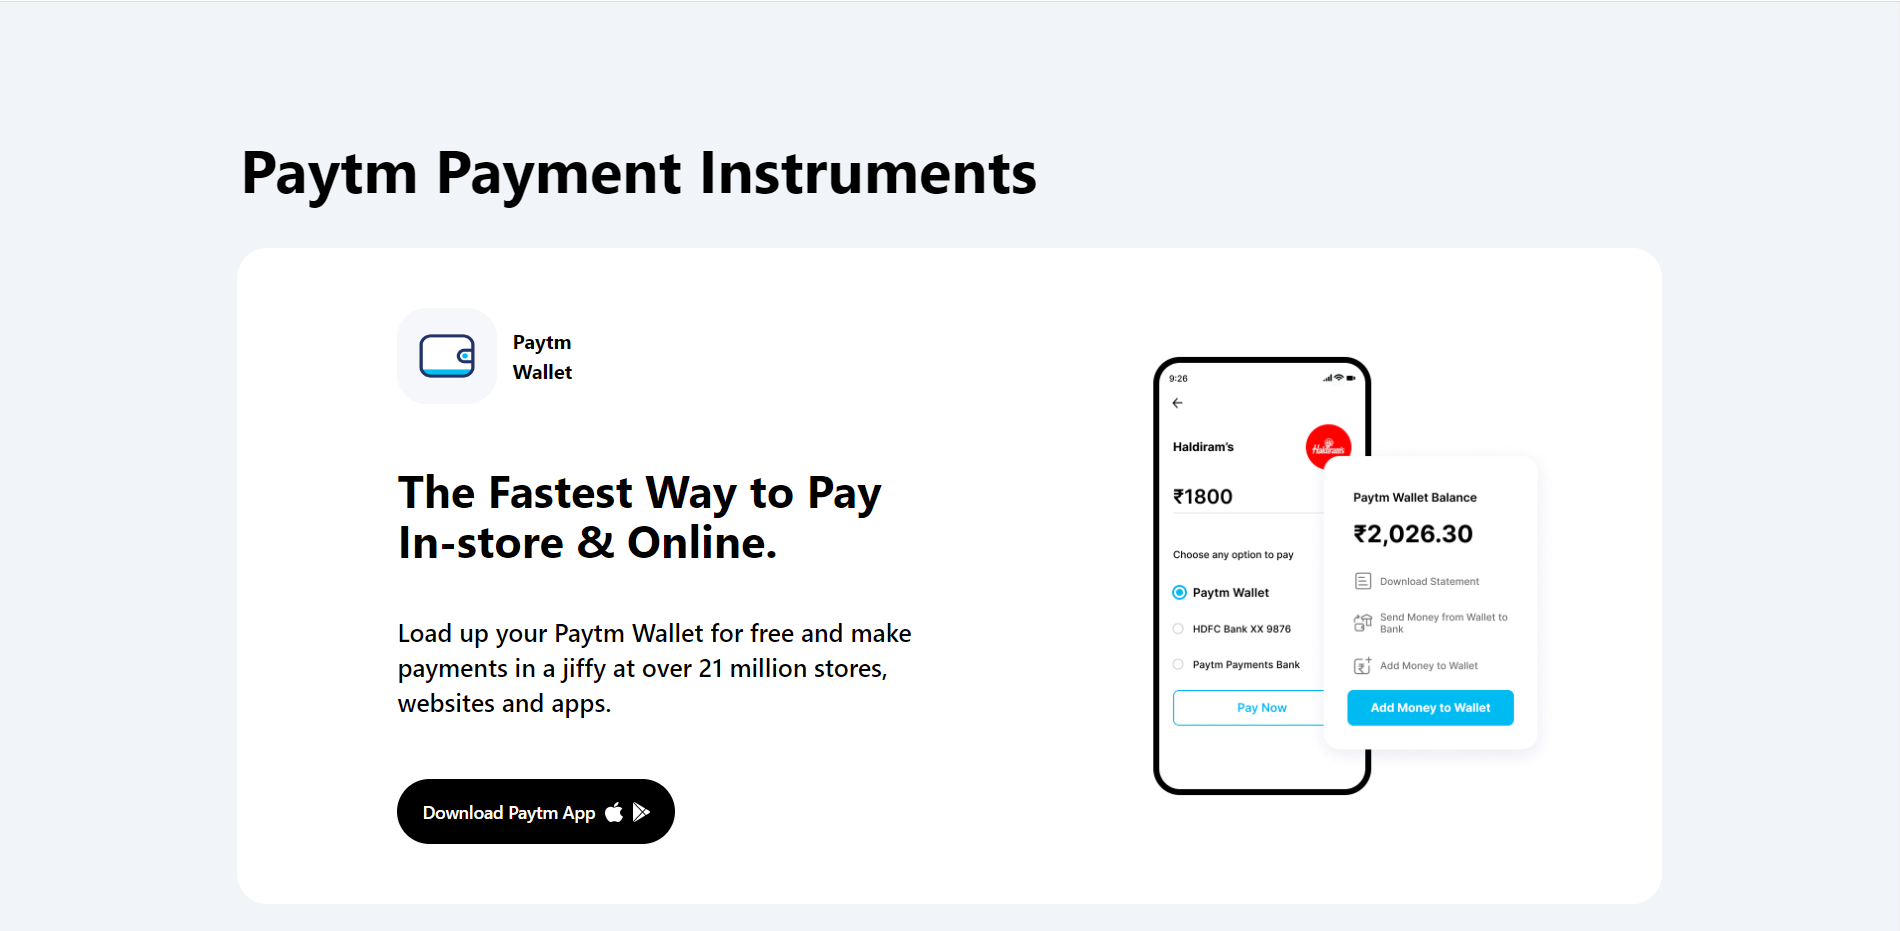 Paytm Payment Instruments
Paytm
Wallet
The Fastest Way to Pay
In-store & Online.
Load up your Paytm Wallet for free and make
payments in a jiffy at over 21 million stores,
websites and apps.
Download Paytm App
9:26
Haldiram's
Haldiram's
₹1800
Choose any option to pay
Paytm Wallet
HDFC Bank XX 9876
Paytm Payments Bank
Pay Now
Paytm Wallet Balance
₹2,026.30
Download Statement
Send Money from Wallet to
Bank
Add Money to Wallet
Add Money to Wallet